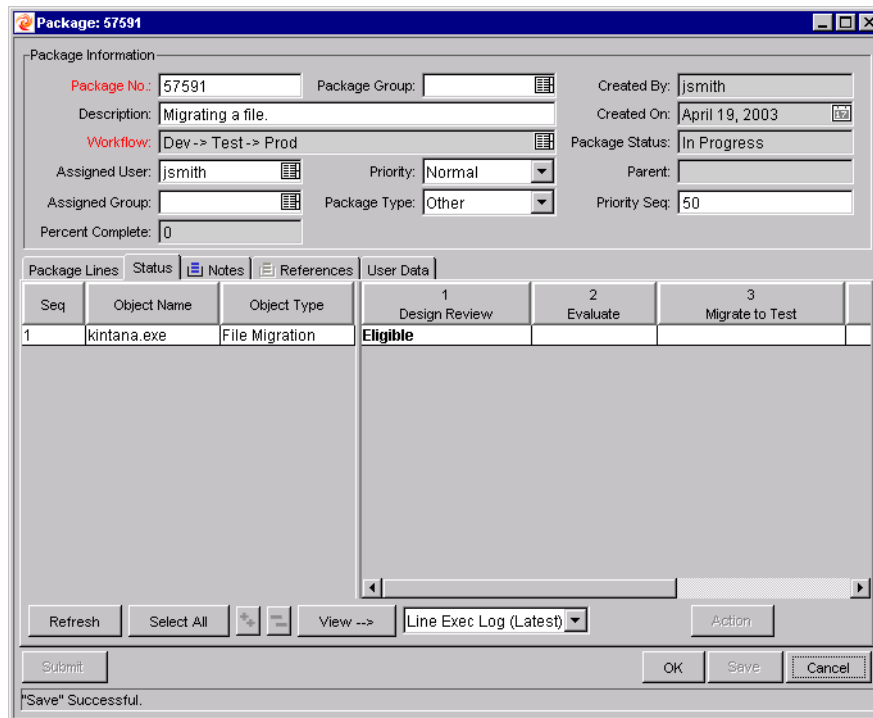 Package: 57591
Package Information
Package No.: 57591 Package Group: Created By: jsmith
Description: Migrating a file. Created On: April 19, 2003
Workflow: Dev -> Test -> Prod Package Status: In Progress
Assigned User: jsmith Priority: Normal Parent:
Assigned Group: Package Type: Other Priority Seq: 50
Percent Complete: 0
Package Lines Status Notes References User Data
Seq Object Name Object Type 1 Design Review 2 Evaluate 3 Migrate to Test
1 kintana.exe File Migration Eligible
Refresh Select All View --> Line Exec Log (Latest) Action
Submit OK Save Cancel
"Save" Successful.